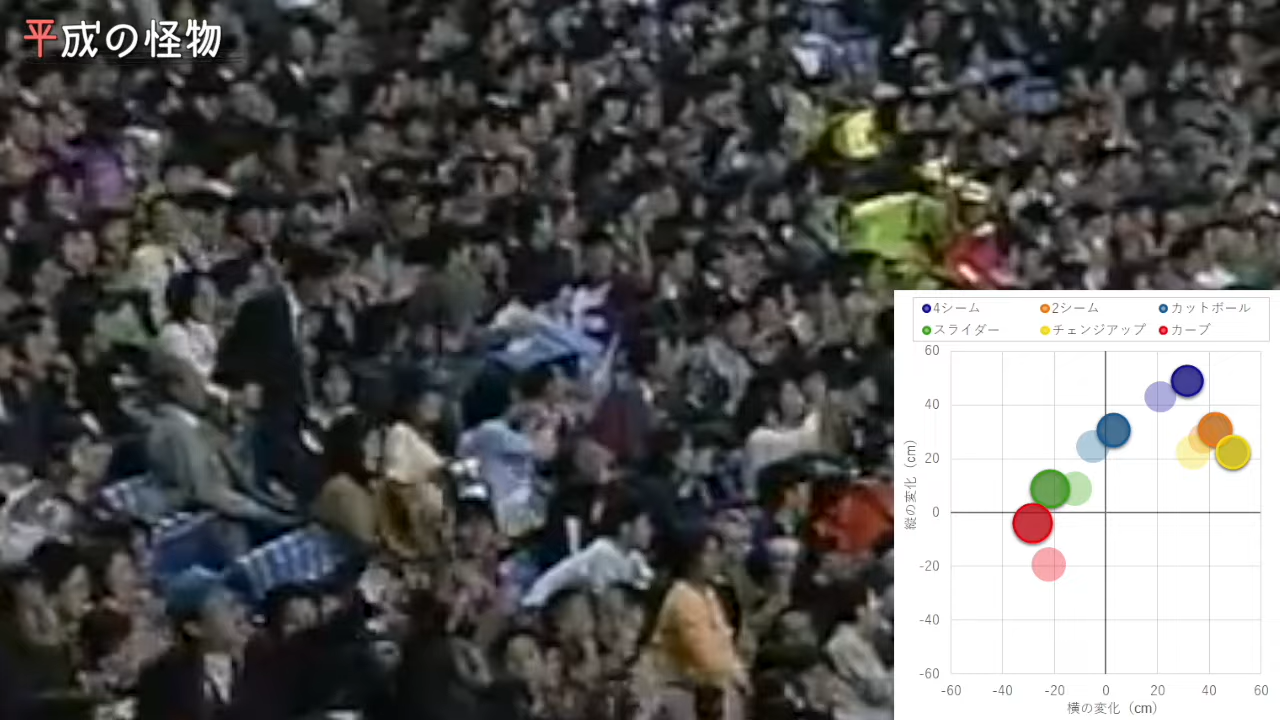 平成の怪物
4シーム 2シーム カットボール
スライダー チェンジアップ カーブ
縦の変化（cm）
60
40
20
0
-20
-40
-60
-60 -40 -20 0 20 40 60
横の変化（cm）